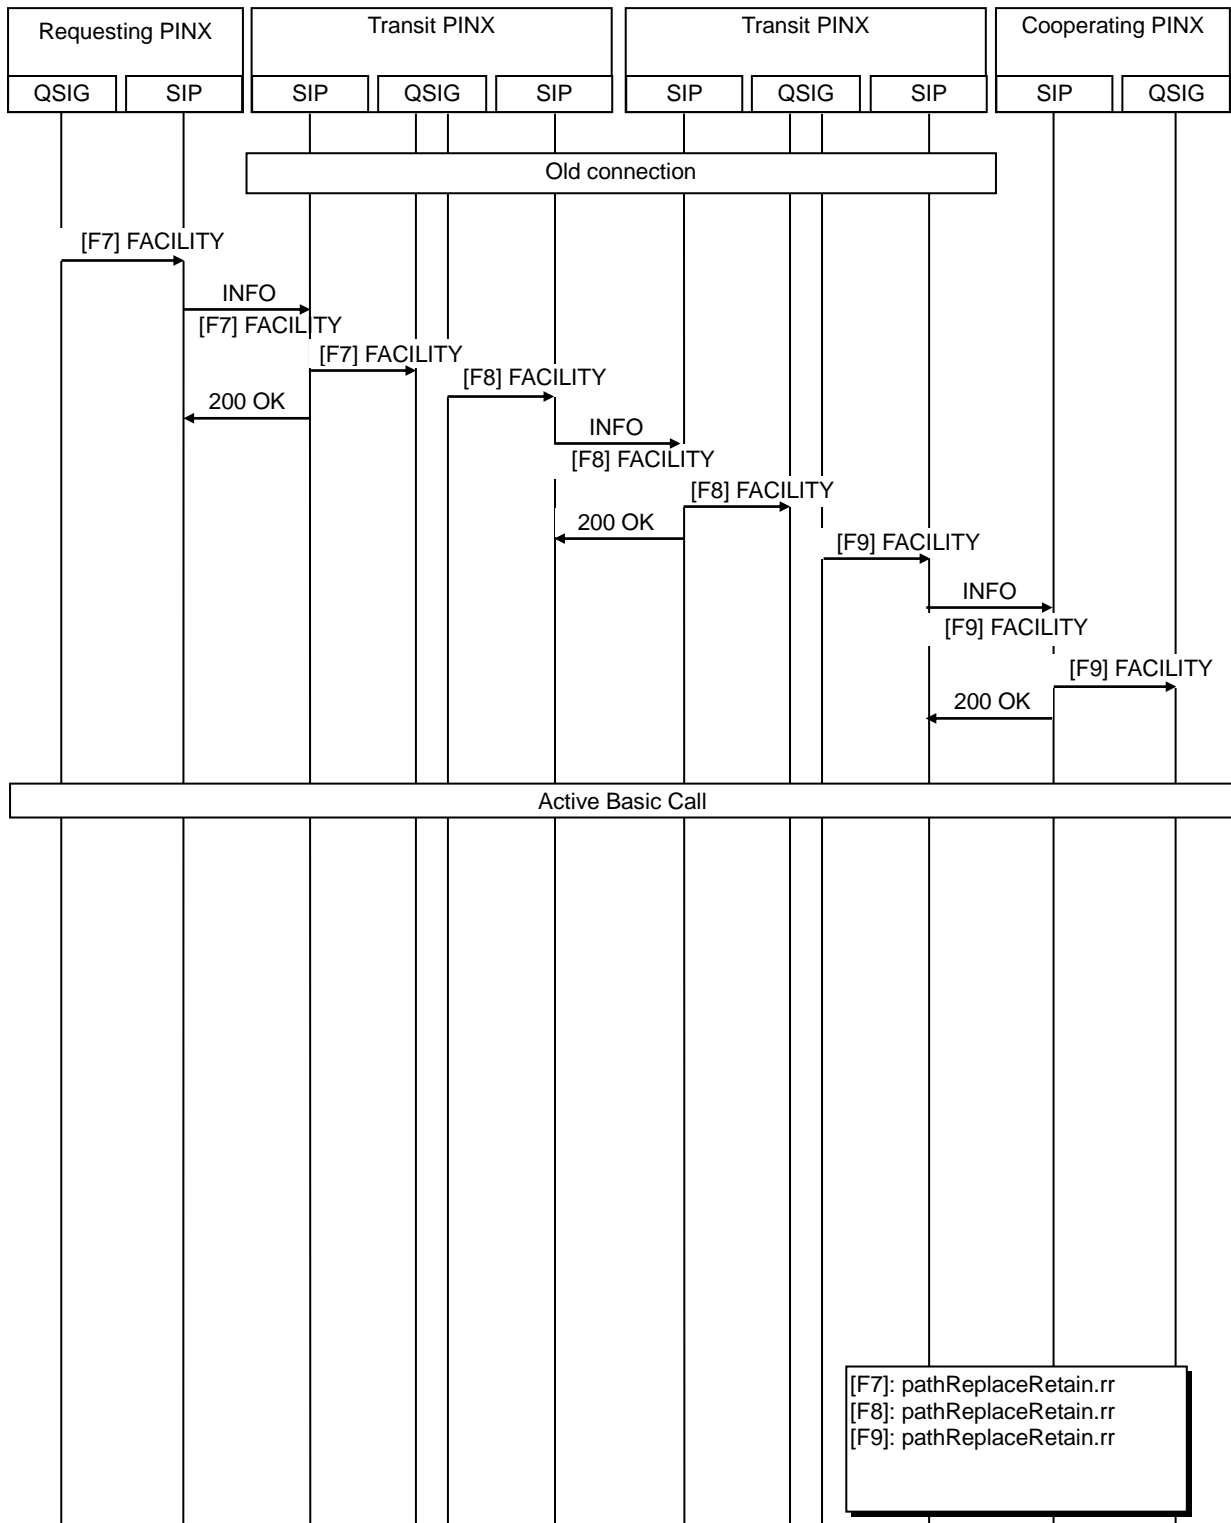 Requesting PINX
Transit PINX
Transit PINX
Cooperating PINX
QSIG
SIP
SIP
QSIG
SIP
SIP
QSIG
SIP
SIP
QSIG
Old connection
[F7] FACILITY
INFO
[F7] FACILITY
[F7] FACILITY
[F8] FACILITY
200 OK
INFO
[F8] FACILITY
[F8] FACILITY
200 OK
[F9] FACILITY
INFO
[F9] FACILITY
[F9] FACILITY
200 OK
Active Basic Call
[F7]: pathReplaceRetain.rr
[F8]: pathReplaceRetain.rr
[F9]: pathReplaceRetain.rr